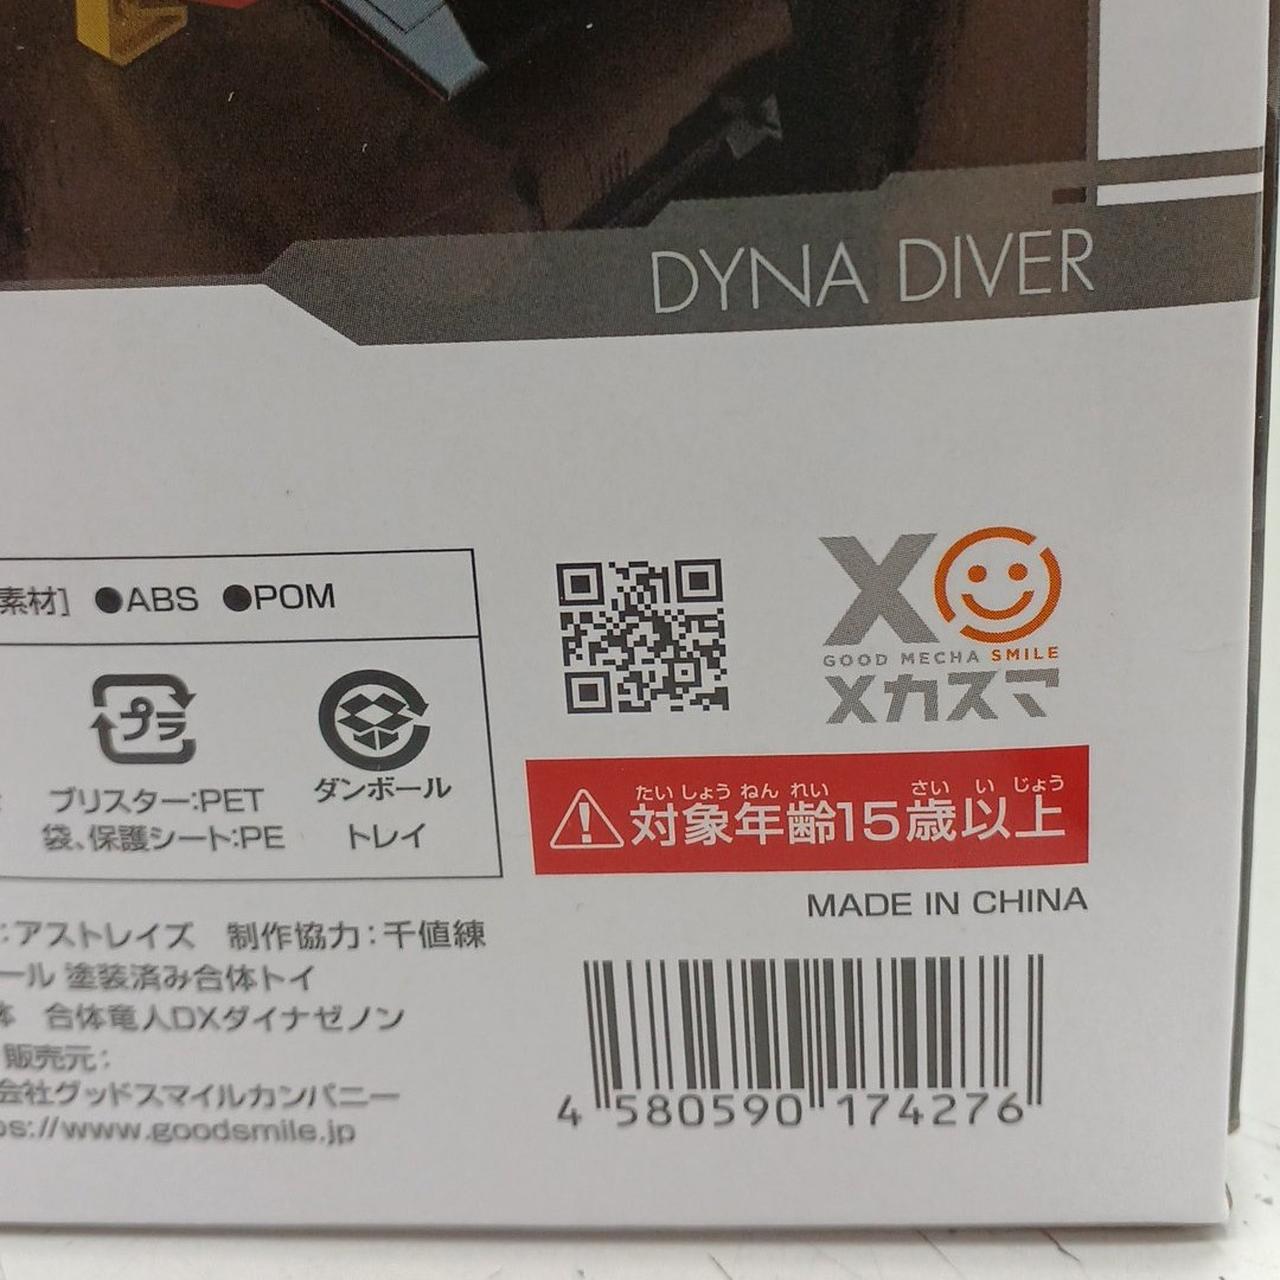 DYNA DIVER
素材] ●ABS ●POM
プラ
ブリスター:PET
袋、保護シート:PE
ダンボール
トレイ
GOOD MECHA SMILE
メカスマ
たいしょうねんれい さいいじょう
対象年齢15歳以上
MADE IN CHINA
:アストレイズ 制作協力:千値練
ール 塗装済み合体トイ
体 合体竜人DXダイナゼノン
販売元:
会社グッドスマイルカンパニー
ps://www.goodsmile.jp
4 580590 174276